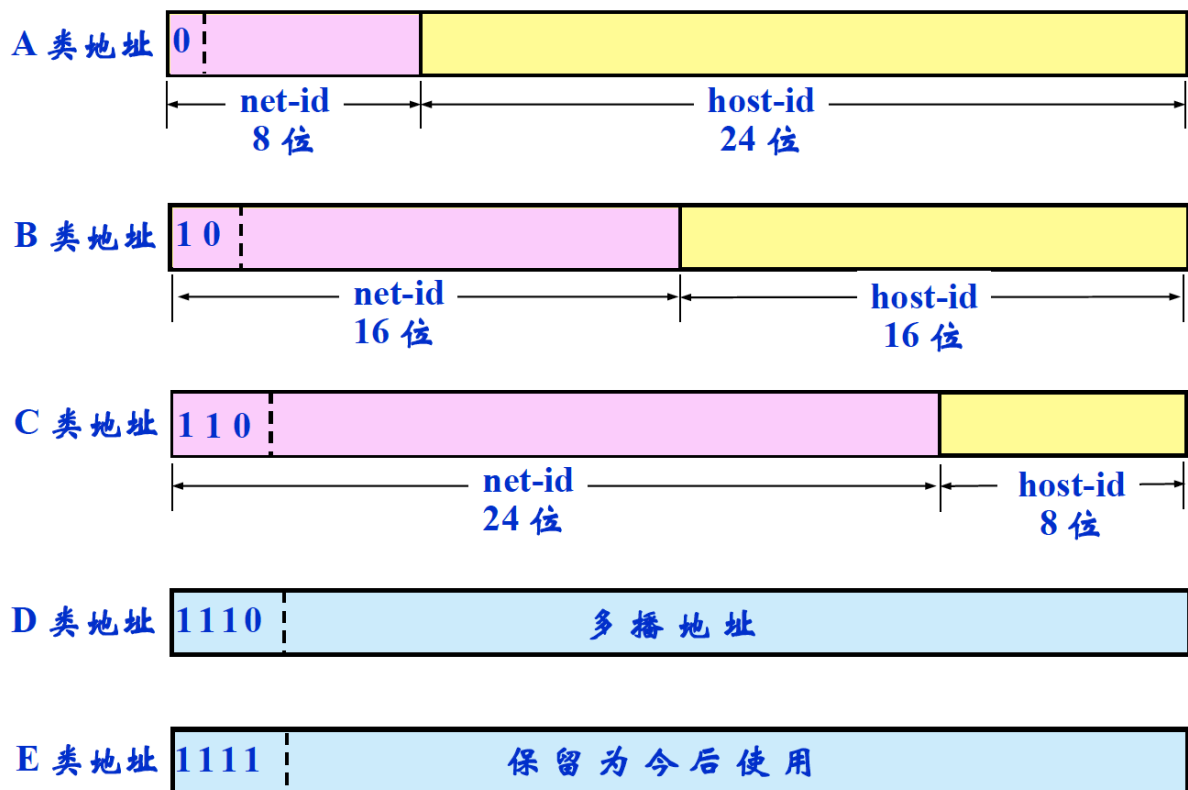 A 类地址 0
net-id host-id
8 位 24 位
B 类地址 1 0
net-id host-id
16 位 16 位
C 类地址 1 1 0
net-id host-id
24 位 8 位
D 类地址 1110 多播地址
E 类地址 1111 保留为今后使用